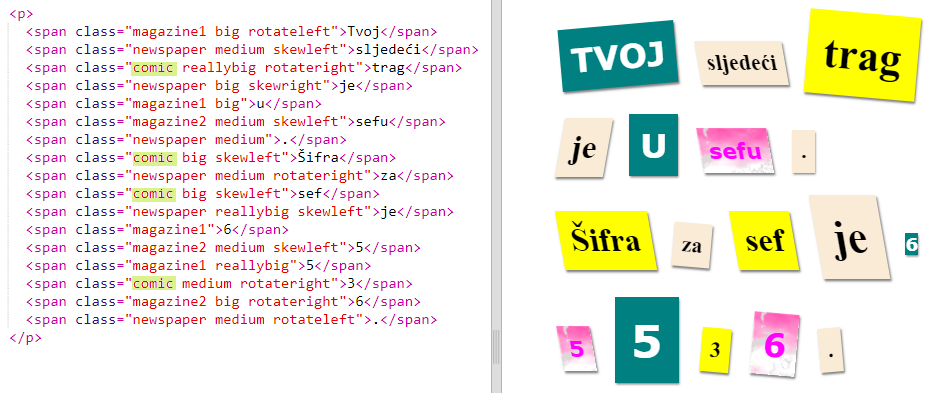 <p>
<span class="magazine1 big rotateleft">Tvoj</span>
<span class="newspaper medium skewleft">sljedeći</span>
<span class="comic reallybig rotateright">trag</span>
<span class="newspaper big skewright">je</span>
<span class="magazine1 big">u</span>
<span class="magazine2 medium skewleft">sefu</span>
<span class="newspaper medium">.</span>
<span class="comic big skewleft">Šifra</span>
<span class="newspaper medium rotateright">za</span>
<span class="comic big skewleft">sef</span>
<span class="newspaper reallybig skewleft">je</span>
<span class="magazine1">6</span>
<span class="magazine2 medium skewleft">5</span>
<span class="magazine1 reallybig">5</span>
<span class="comic medium rotateright">3</span>
<span class="magazine2 big rotateright">6</span>
<span class="newspaper medium rotateleft">.</span>
</p>
TVOJ sljedeći trag
je U sefu .
Šifra za sef je 6
5 5 3 6 .